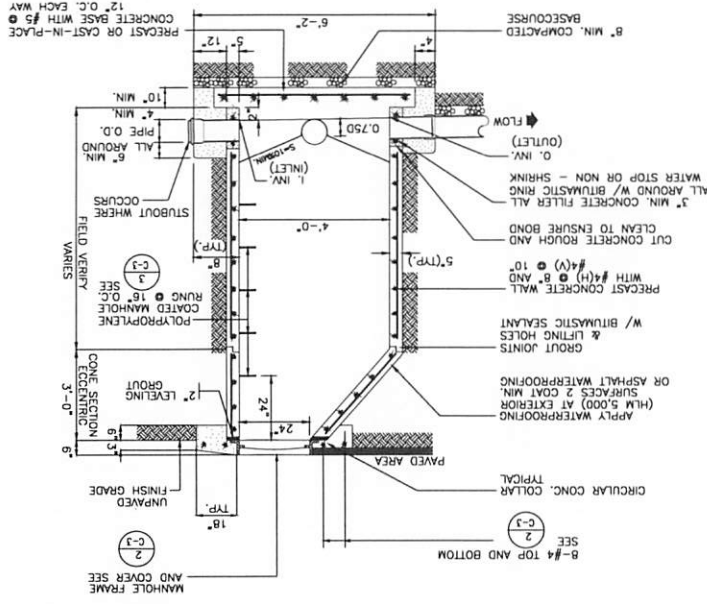 MANHOLE FRAME
AND COVER SEE
2
C-3
8-#4 TOP AND BOTTOM
SEE
2
C-3
18"
TYP.
UNPAVED
FINISH GRADE
CIRCULAR CONC. COLLAR
TYPICAL
PAVED AREA
6"
3"
6"
24"
2" LEVELING
GROUT
24"
CONE SECTION
ECCENTRIC
3'-0"
APPLY WATERPROOFING
(HLM 5,000) AT EXTERIOR
SURFACES 2 COAT MIN.
OR ASPHALT WATERPROOFING
GROUT JOINTS
& LIFTING HOLES
W/ BITUMASTIC SEALANT
POLYPROPYLENE
COATED MANHOLE
RUNG @ 16" O.C.
SEE
3
C-3
FIELD VERIFY
VARIES
PRECAST CONCRETE WALL
WITH #4(H) @ 8" AND
#4(V) @ 10"
5"(TYP.)
8"
(TYP.)
4'-0"
CUT CONCRETE AND ROUGH AND
CLEAN TO ENSURE BOND
STUBOUT WHERE
OCCURS
3" MIN. CONCRETE FILLER ALL
ALL AROUND W/ BITUMASTIC RING
WATER STOP OR NON - SHRINK
I. INV.
(INLET)
S=10%MIN.
6" MIN.
ALL AROUND
PIPE O.D.
4" MIN.
O. INV.
(OUTLET)
FLOW
0.75D
2"
10" MIN.
8" MIN. COMPACTED
BASECOURSE
4"
5"
12"
6'-2"
PRECAST OR CAST-IN-PLACE
CONCRETE BASE WITH #5 @
12" O.C. EACH WAY